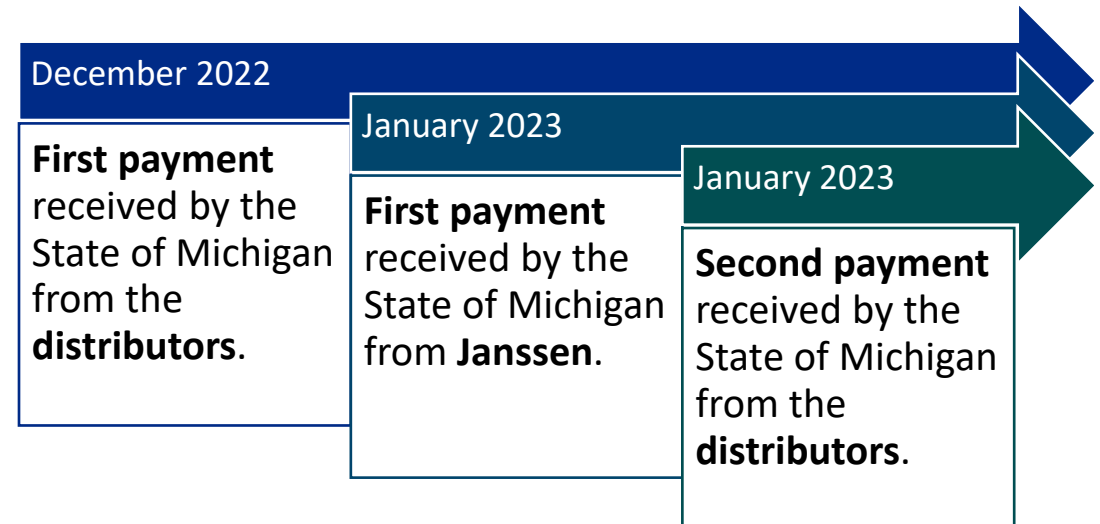 December 2022
First payment
received by the
State of Michigan
from the
distributors.
January 2023
First payment
received by the
State of Michigan
from Janssen.
January 2023
Second payment
received by the
State of Michigan
from the
distributors.